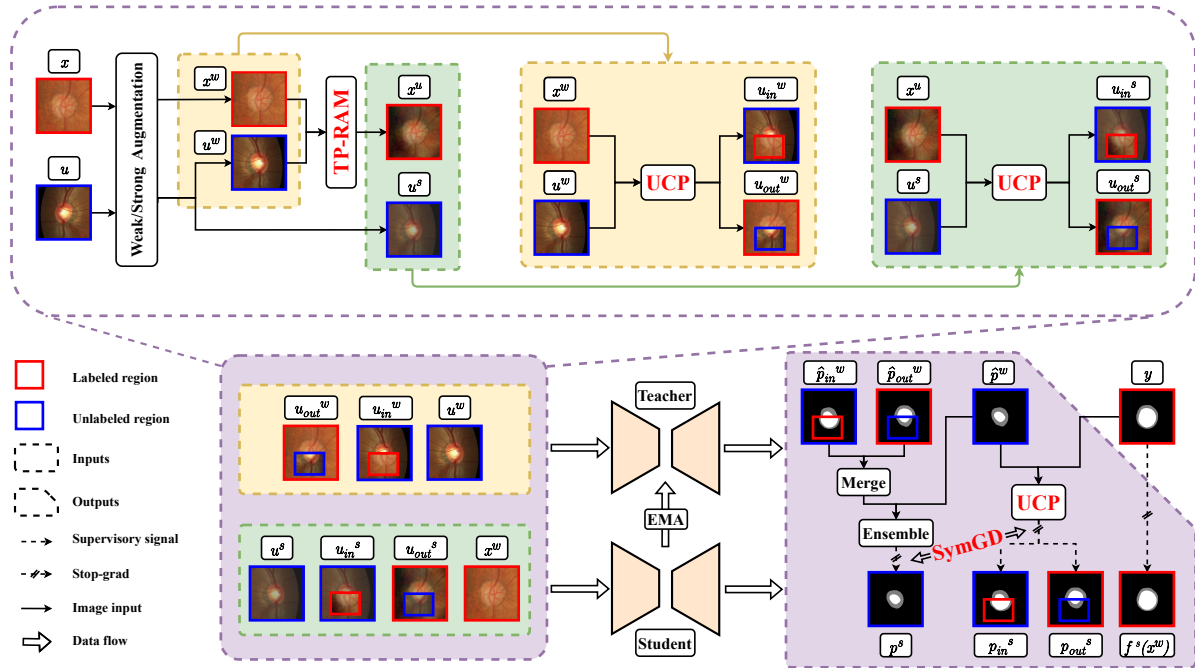 x
x^w
u
u^w
Weak/Strong Augmentation
TP-RAM
x^u
u^s
x^w
u^w
UCP
u_in^w
u_out^w
x^u
u^s
UCP
u_in^s
u_out^s
Labeled region
Unlabeled region
Inputs
Outputs
Supervisory signal
Stop-grad
Image input
Data flow
u_out^w
u_in^w
u^w
u^s
u_in^s
u_out^s
x^w
Teacher
EMA
Student
p̂_in^w
p̂_out^w
p̂^w
y
Merge
Ensemble
UCP
SymGD
p^s
p_in^s
p_out^s
f^s(x^w)